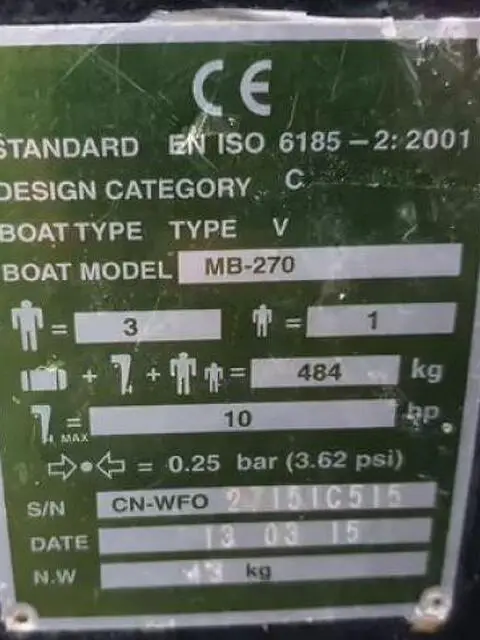 CE
STANDARD EN ISO 6185-2: 2001
DESIGN CATEGORY C
BOAT TYPE TYPE V
BOAT MODEL MB-270
= 3 = 1
+ + = 484 kg
MAX = 10 hp
= 0.25 bar (3.62 psi)
S/N CN-WFO 27151C515
DATE 13 03 15
N.W kg